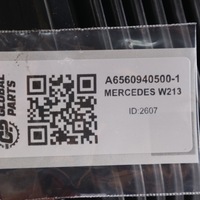 GLOBAL
PARTS
A6560940500-1
MERCEDES W213
ID:2607